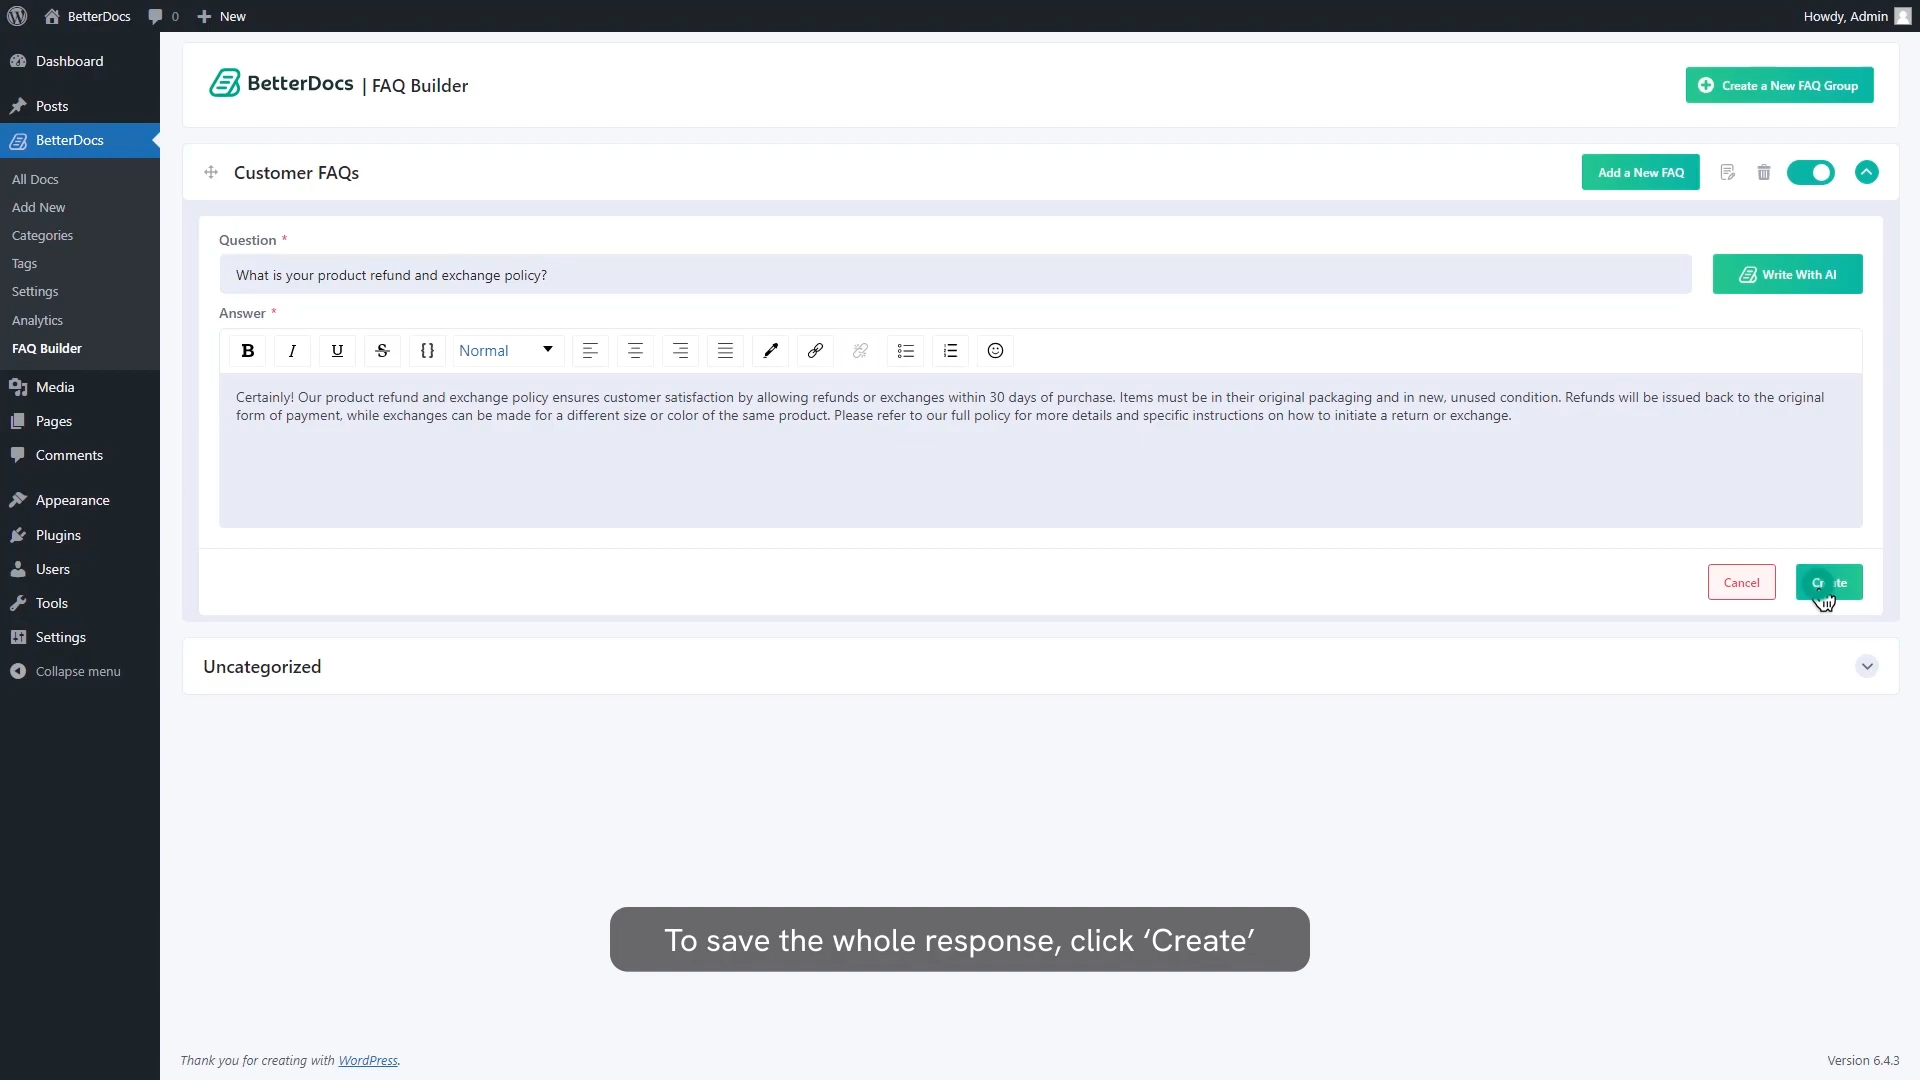 BetterDocs
0
New
Howdy, Admin
Dashboard
Posts
BetterDocs
All Docs
Add New
Categories
Tags
Settings
Analytics
FAQ Builder
Media
Pages
Comments
Appearance
Plugins
Users
Tools
Settings
Collapse menu
BetterDocs | FAQ Builder
Create a New FAQ Group
Customer FAQs
Add a New FAQ
Question *
What is your product refund and exchange policy?
Write With AI
Answer *
B I U S {} Normal
Certainly! Our product refund and exchange policy ensures customer satisfaction by allowing refunds or exchanges within 30 days of purchase. Items must be in their original packaging and in new, unused condition. Refunds will be issued back to the original
form of payment, while exchanges can be made for a different size or color of the same product. Please refer to our full policy for more details and specific instructions on how to initiate a return or exchange.
Cancel
Create
Uncategorized
To save the whole response, click ‘Create’
Thank you for creating with WordPress.
Version 6.4.3